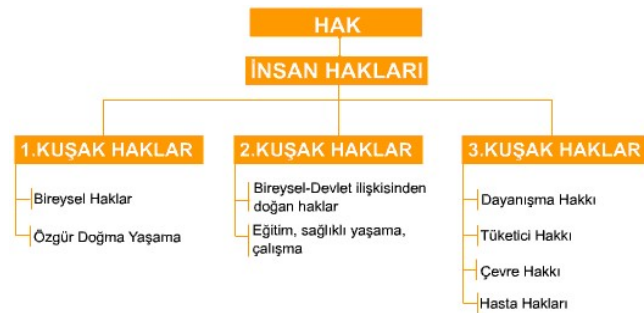 HAK
İNSAN HAKLARI
1.KUŞAK HAKLAR
Bireysel Haklar
Özgür Doğma Yaşama
2.KUŞAK HAKLAR
Bireysel-Devlet ilişkisinden
doğan haklar
Eğitim, sağlıklı yaşama,
çalışma
3.KUŞAK HAKLAR
Dayanışma Hakkı
Tüketici Hakkı
Çevre Hakkı
Hasta Hakları